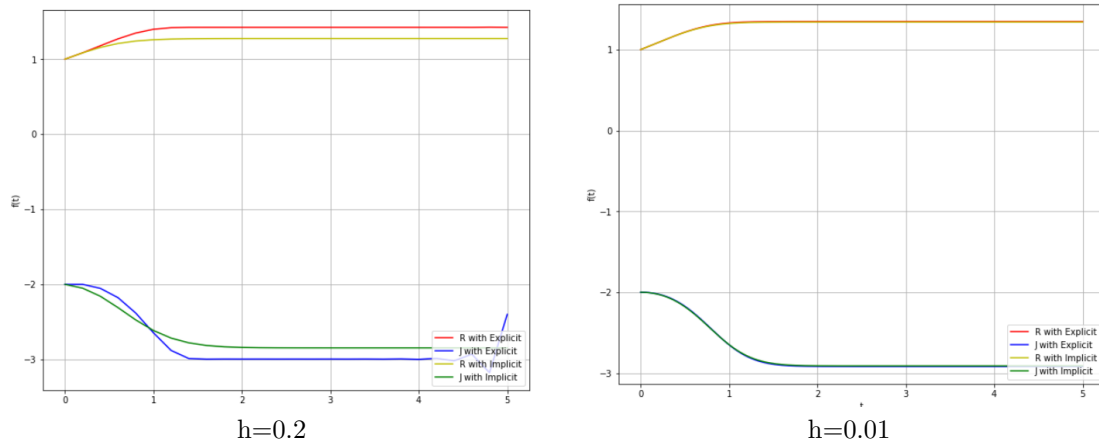 1
0
−1
−2
−3
f(t)
0
1
2
3
4
5
R with Explicit
J with Explicit
R with Implicit
J with Implicit
h=0.2
1
0
−1
−2
−3
f(t)
0
1
2
3
4
5
t
R with Explicit
J with Explicit
R with Implicit
J with Implicit
h=0.01